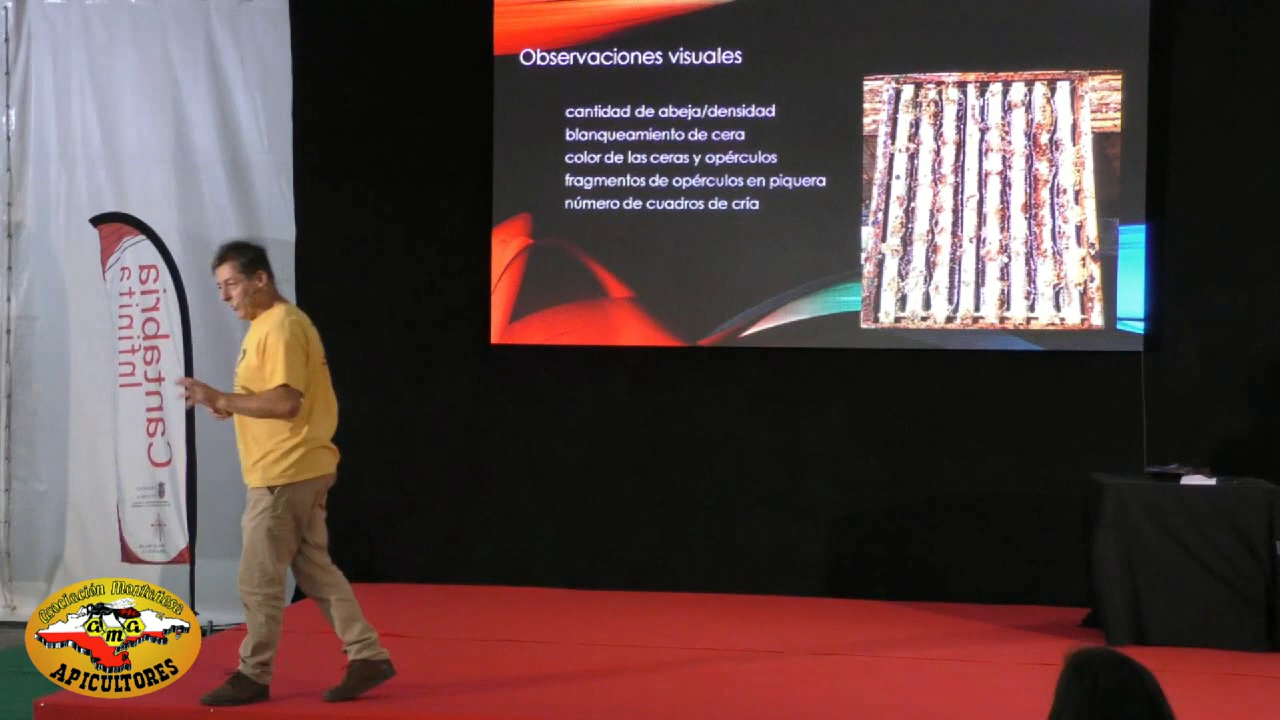 Observaciones visuales
cantidad de abeja/densidad
blanqueamiento de cera
color de las ceras y opérculos
fragmentos de opérculos en piquera
número de cuadros de cría
Cantabria
Infinita
Asociación Montañesa
AMA
APICULTORES